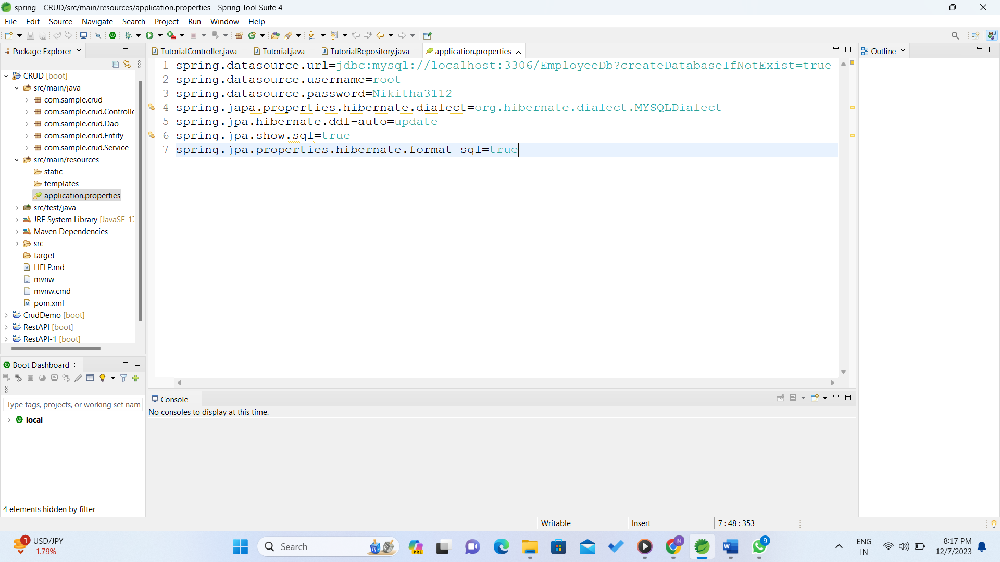 spring - CRUD/src/main/resources/application.properties - Spring Tool Suite 4
File Edit Source Navigate Search Project Run Window Help
Package Explorer
CRUD [boot]
src/main/java
com.sample.crud
com.sample.crud.Controlle
com.sample.crud.Dao
com.sample.crud.Entity
com.sample.crud.Service
src/main/resources
static
templates
application.properties
src/test/java
JRE System Library [JavaSE-17
Maven Dependencies
src
target
HELP.md
mvnw
mvnw.cmd
pom.xml
CrudDemo [boot]
RestAPI [boot]
RestAPI-1 [boot]
Boot Dashboard
Type tags, projects, or working set nam
local
4 elements hidden by filter
TutorialController.java Tutorial.java TutorialRepository.java application.properties
1 spring.datasource.url=jdbc:mysql://localhost:3306/EmployeeDb?createDatabaseIfNotExist=true
2 spring.datasource.username=root
3 spring.datasource.password=Nikitha3112
4 spring.japa.properties.hibernate.dialect=org.hibernate.dialect.MYSQLDialect
5 spring.jpa.hibernate.ddl-auto=update
6 spring.jpa.show.sql=true
7 spring.jpa.properties.hibernate.format_sql=true
Console
No consoles to display at this time.
Outline
Writable Insert 7 : 48 : 353
1 USD/JPY
-1.79%
Search
PRE
N
9
ENG
IN
8:17 PM
12/7/2023